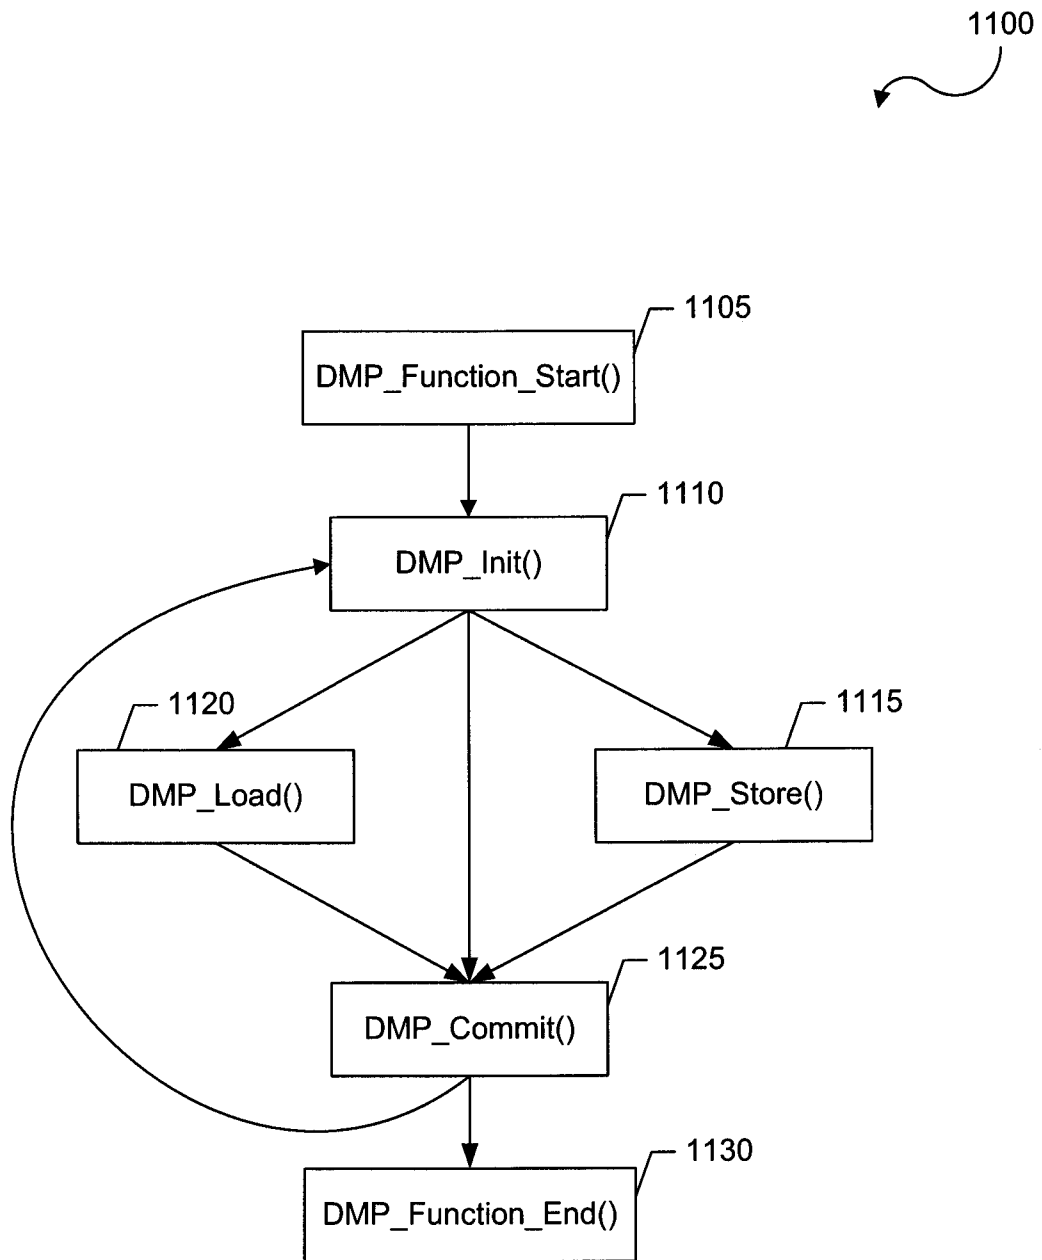 1100
1105
DMP_Function_Start()
1110
DMP_Init()
1120
1115
DMP_Load()
DMP_Store()
1125
DMP_Commit()
1130
DMP_Function_End()